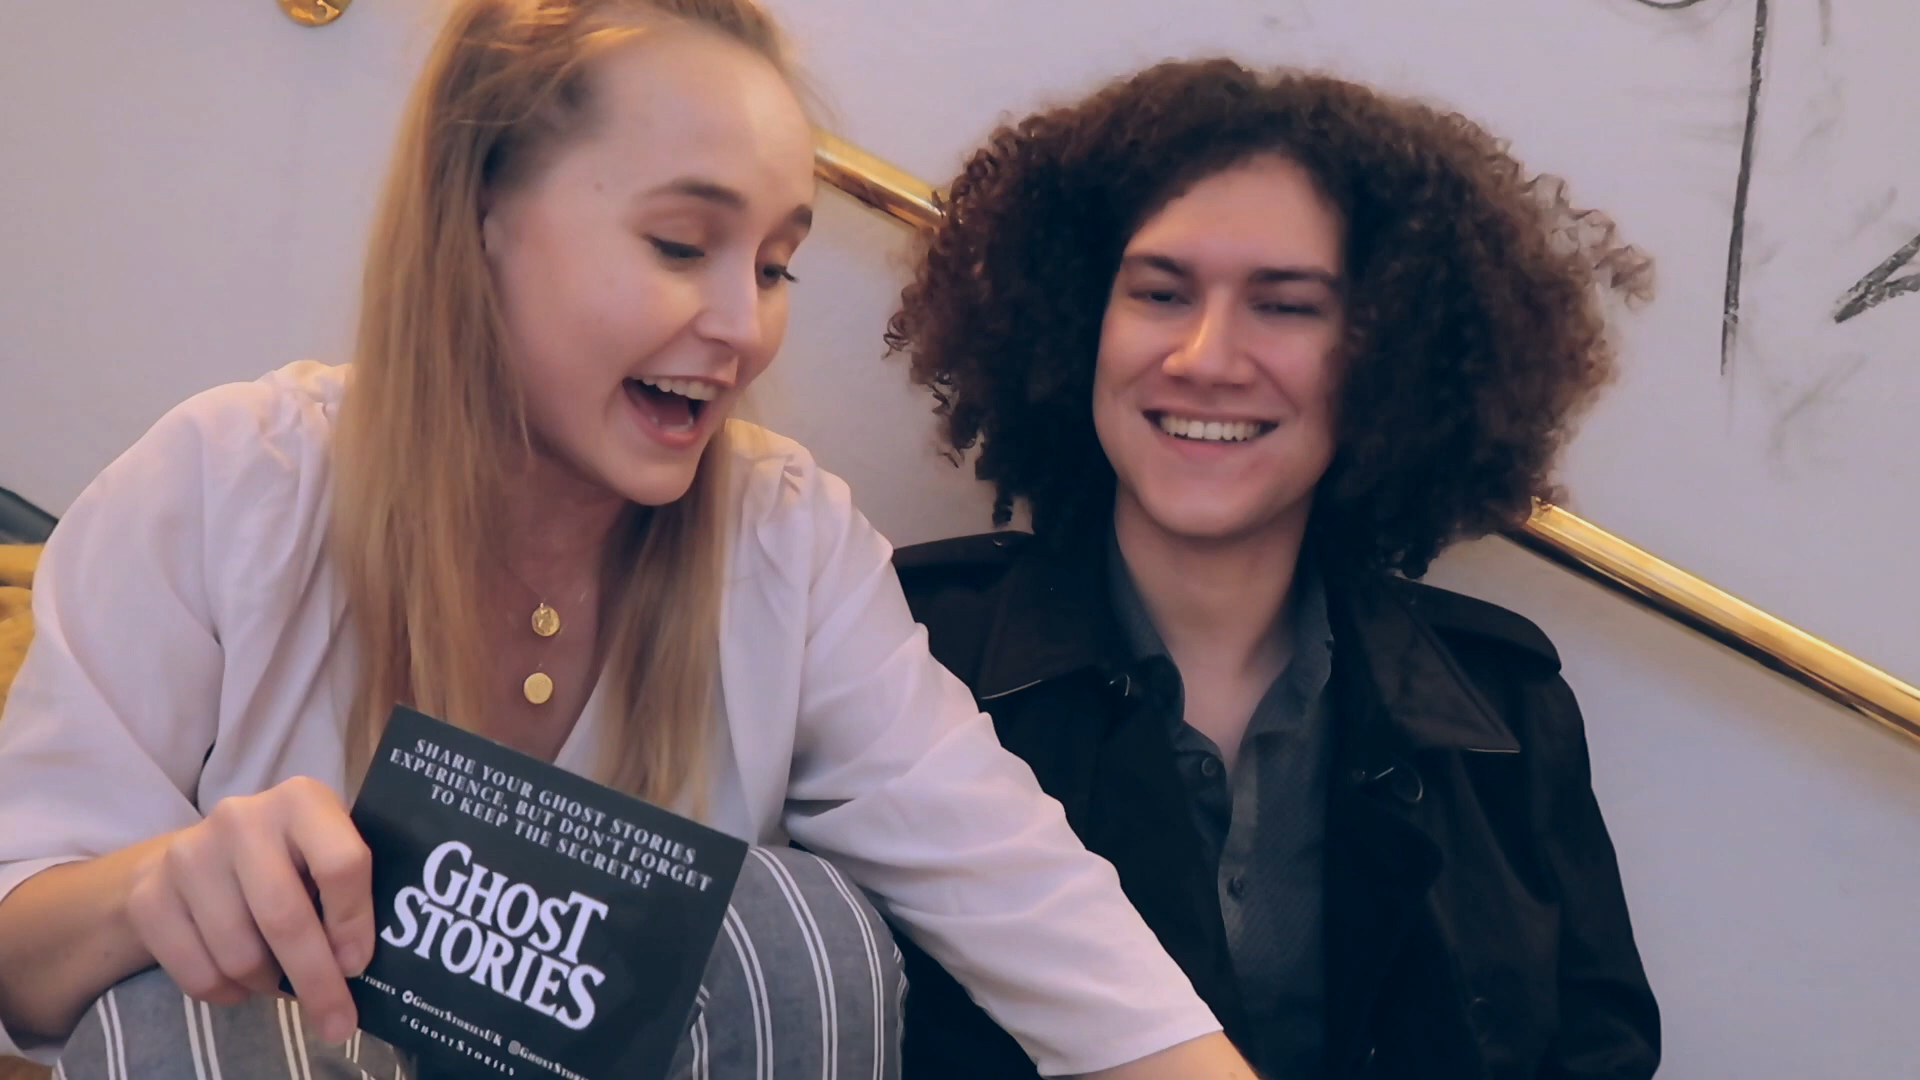 SHARE YOUR GHOST STORIES
EXPERIENCE, BUT DON'T FORGET
TO KEEP THE SECRETS!
GHOST
STORIES
@GHOSTSTORIESUK
#GHOSTSTORIES